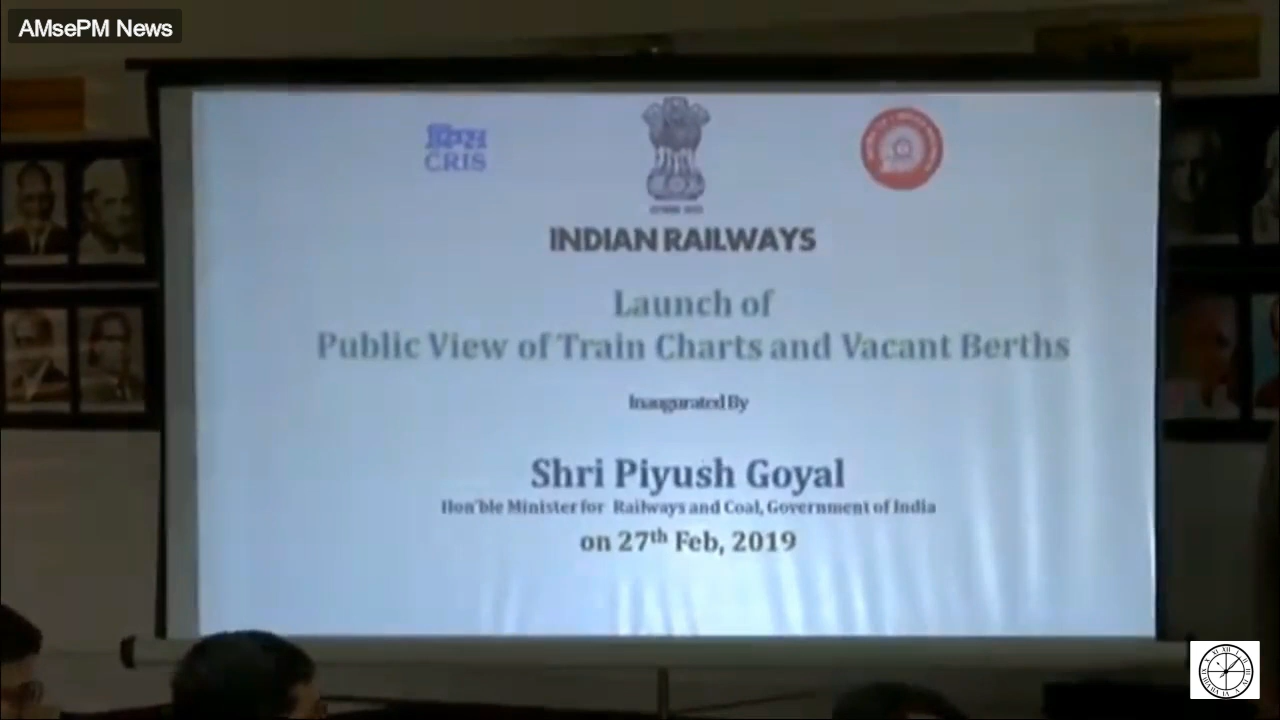 AMsePM News
क्रिस
CRIS
INDIAN RAILWAYS
Launch of
Public View of Train Charts and Vacant Berths
Inaugurated By
Shri Piyush Goyal
Hon'ble Minister for Railways and Coal, Government of India
on 27th Feb, 2019